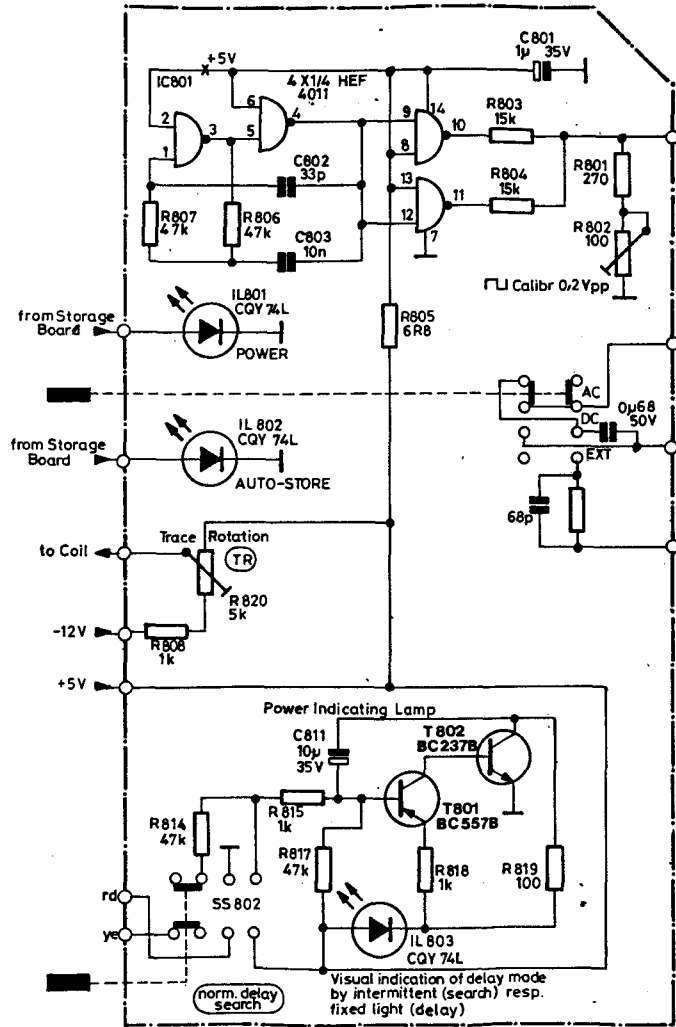 C801
1µ 35V
+5V
IC801
4 X1/4 HEF
4011
6
14
2
3
4
9
10
R803
15k
1
5
8
C802
33p
R801
270
13
R804
15k
11
R807
47k
R806
47k
12
R802
100
C803
10n
7
⊓ Calibr 0,2Vpp
IL801
CQY 74L
from Storage
Board
R805
6R8
POWER
AC
DC
0µ68
50V
IL 802
CQY 74L
from Storage
Board
EXT
AUTO-STORE
68p
Trace Rotation
to Coil
TR
R820
5k
-12V
R808
1k
+5V
Power Indicating Lamp
T802
BC237B
C811
10µ
35V
T801
BC557B
R815
1k
R814
47k
R817
47k
R818
1k
R819
100
rd
SS802
ye
IL803
CQY 74L
norm. delay
search
Visual indication of delay mode
by intermittent (search) resp.
fixed light (delay)